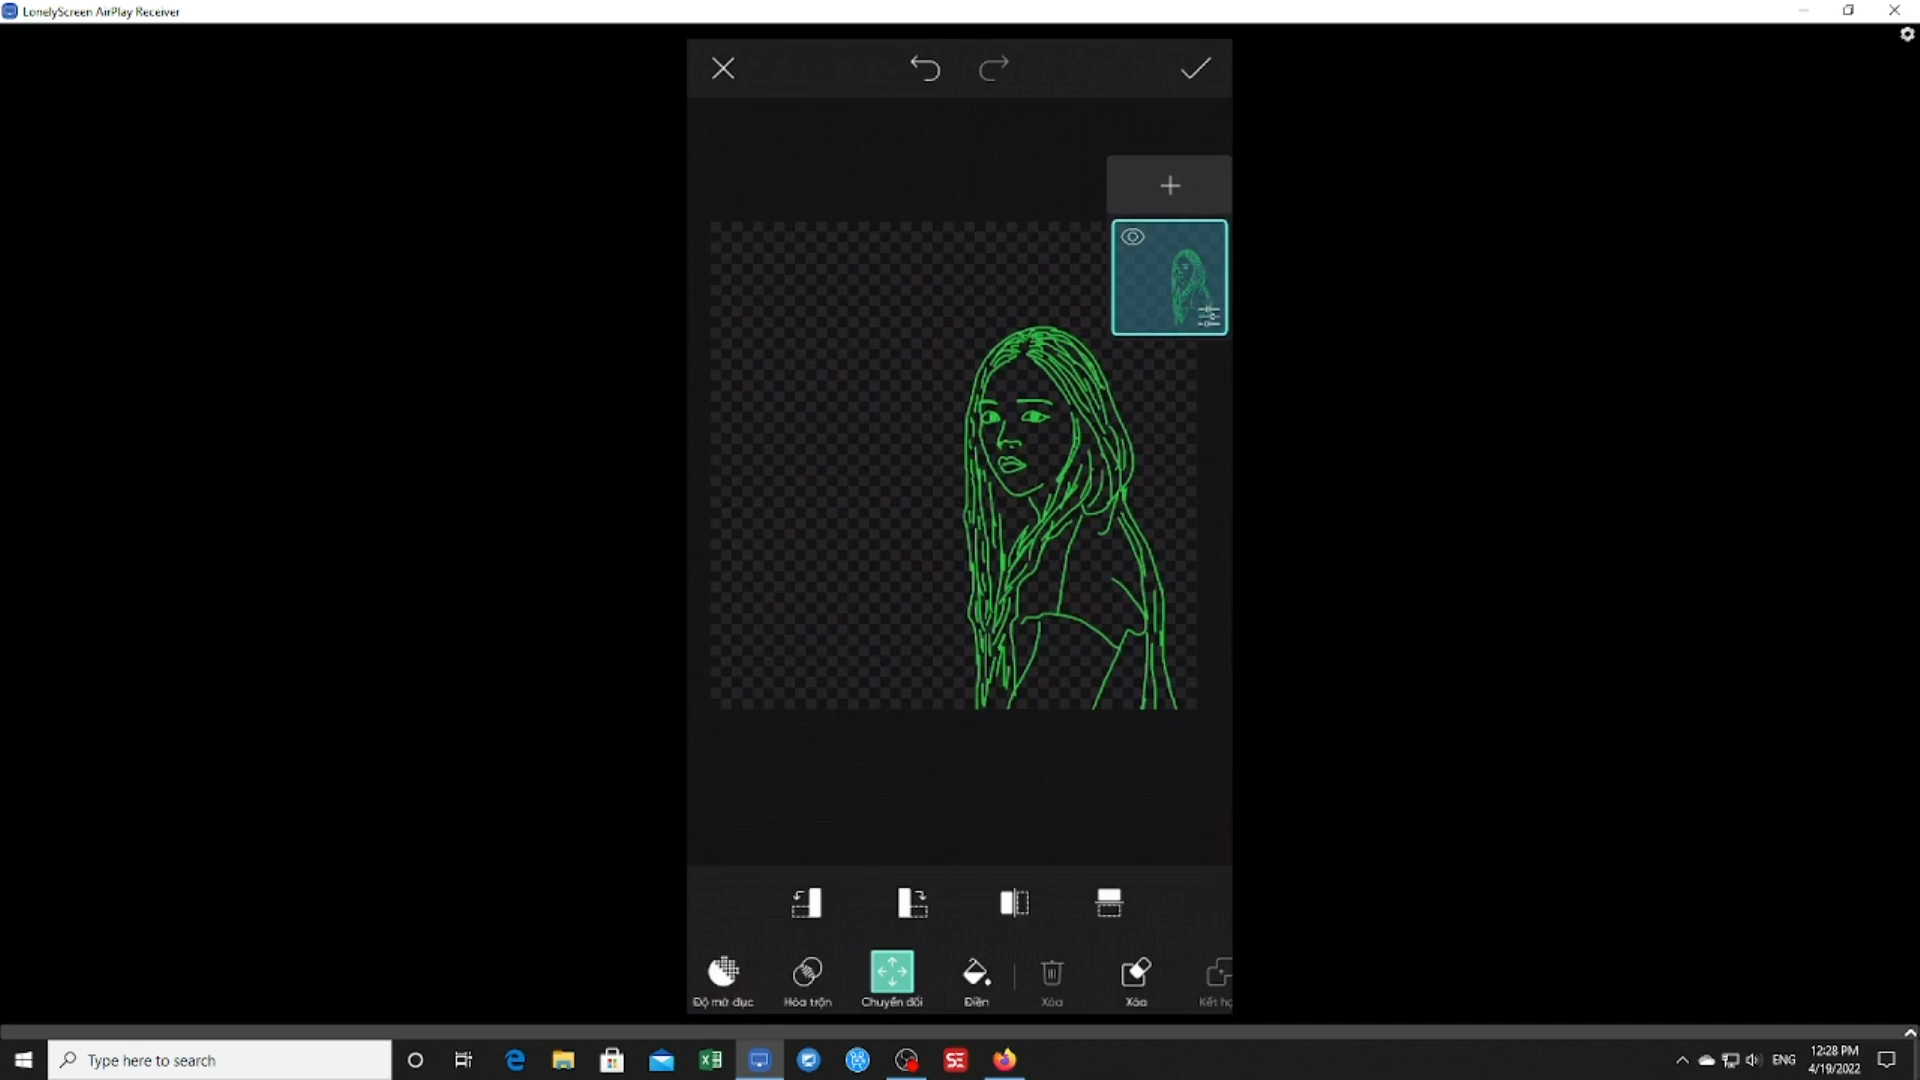 LonelyScreen AirPlay Receiver
Độ mờ đục
Hòa trộn
Chuyển đổi
Điền
Xóa
Xóa
Type here to search
ENG
12:28 PM
4/19/2022